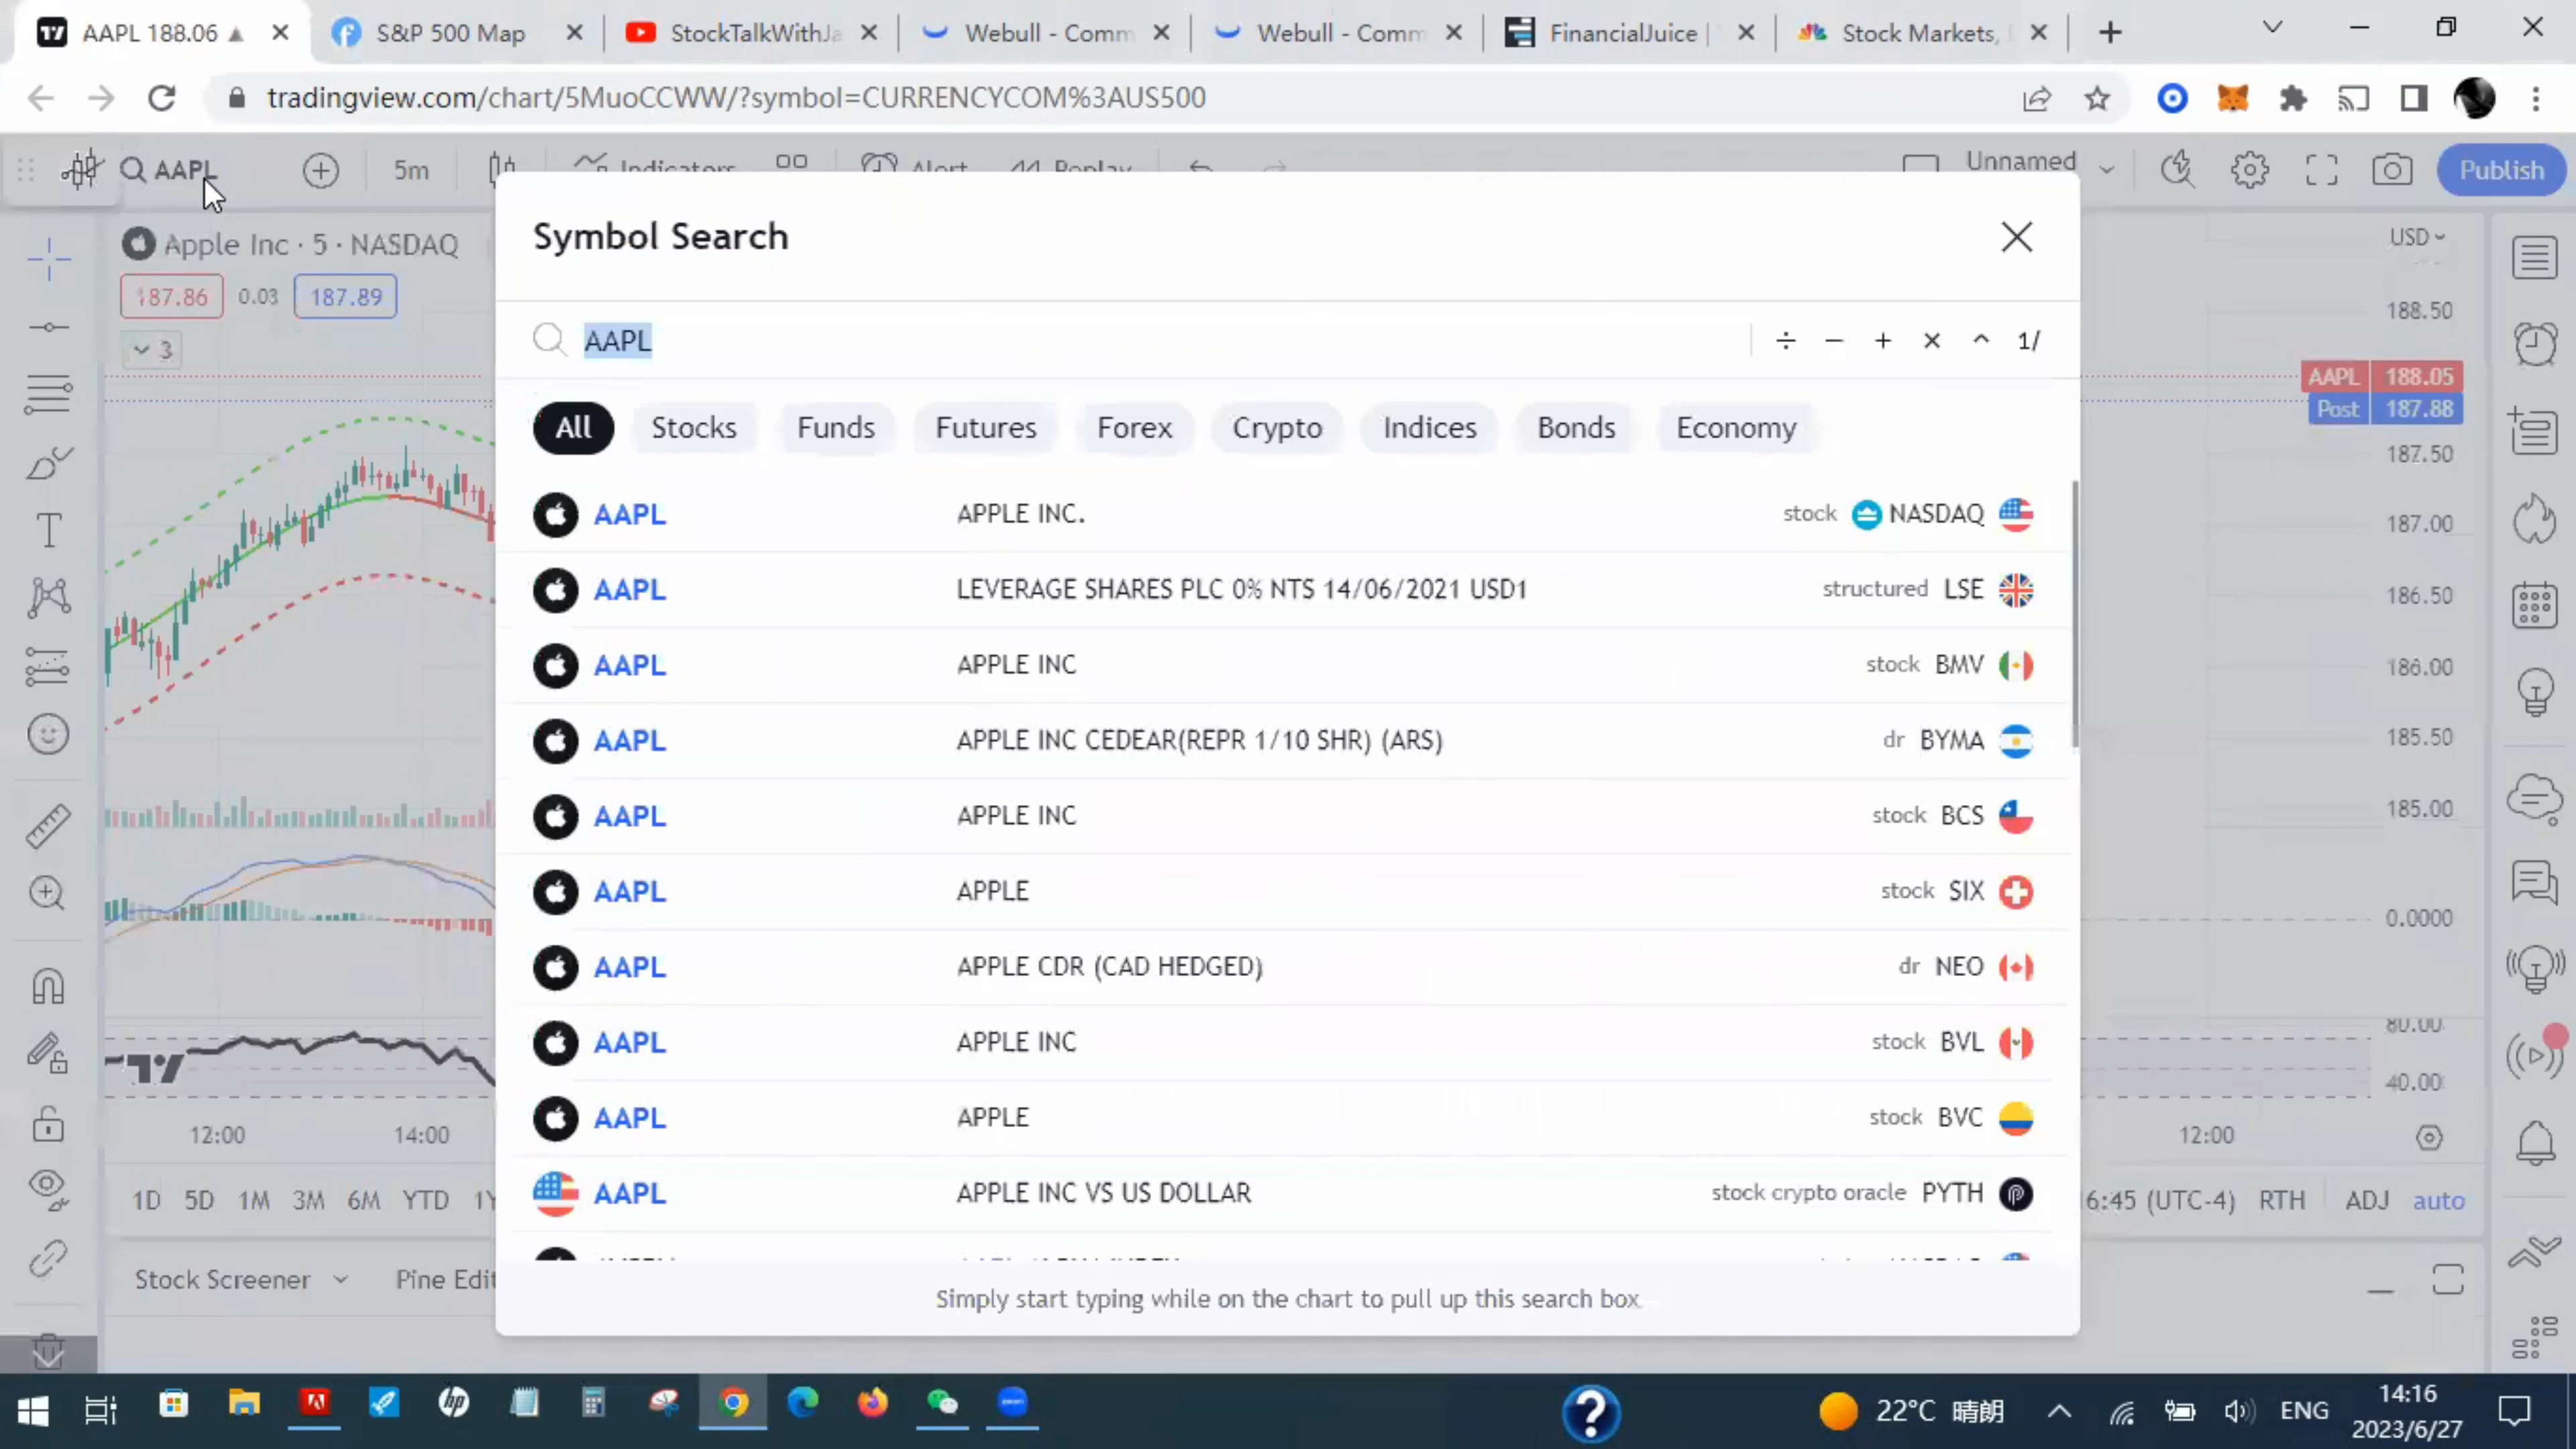 AAPL 188.06
S&P 500 Map
StockTalkWithJa
Webull - Comm
Webull - Comm
FinancialJuice |
Stock Markets,
tradingview.com/chart/5MuoCCWW/?symbol=CURRENCYCOM%3AUS500
AAPL
5m
Indicators
Alert
Replay
Unnamed
Publish
Apple Inc · 5 · NASDAQ
187.86
0.03
187.89
3
Symbol Search
AAPL
÷ − + × ^ 1/
All
Stocks
Funds
Futures
Forex
Crypto
Indices
Bonds
Economy
AAPL APPLE INC. stock NASDAQ
AAPL LEVERAGE SHARES PLC 0% NTS 14/06/2021 USD1 structured LSE
AAPL APPLE INC stock BMV
AAPL APPLE INC CEDEAR(REPR 1/10 SHR) (ARS) dr BYMA
AAPL APPLE INC stock BCS
AAPL APPLE stock SIX
AAPL APPLE CDR (CAD HEDGED) dr NEO
AAPL APPLE INC stock BVL
AAPL APPLE stock BVC
AAPL APPLE INC VS US DOLLAR stock crypto oracle PYTH
Simply start typing while on the chart to pull up this search box
USD
188.50
AAPL 188.05
Post 187.88
187.50
187.00
186.50
186.00
185.50
185.00
0.0000
80.00
40.00
12:00
14:00
12:00
1D 5D 1M 3M 6M YTD 1Y
6:45 (UTC-4) RTH ADJ auto
Stock Screener
Pine Edit
22°C 晴朗
ENG
14:16
2023/6/27